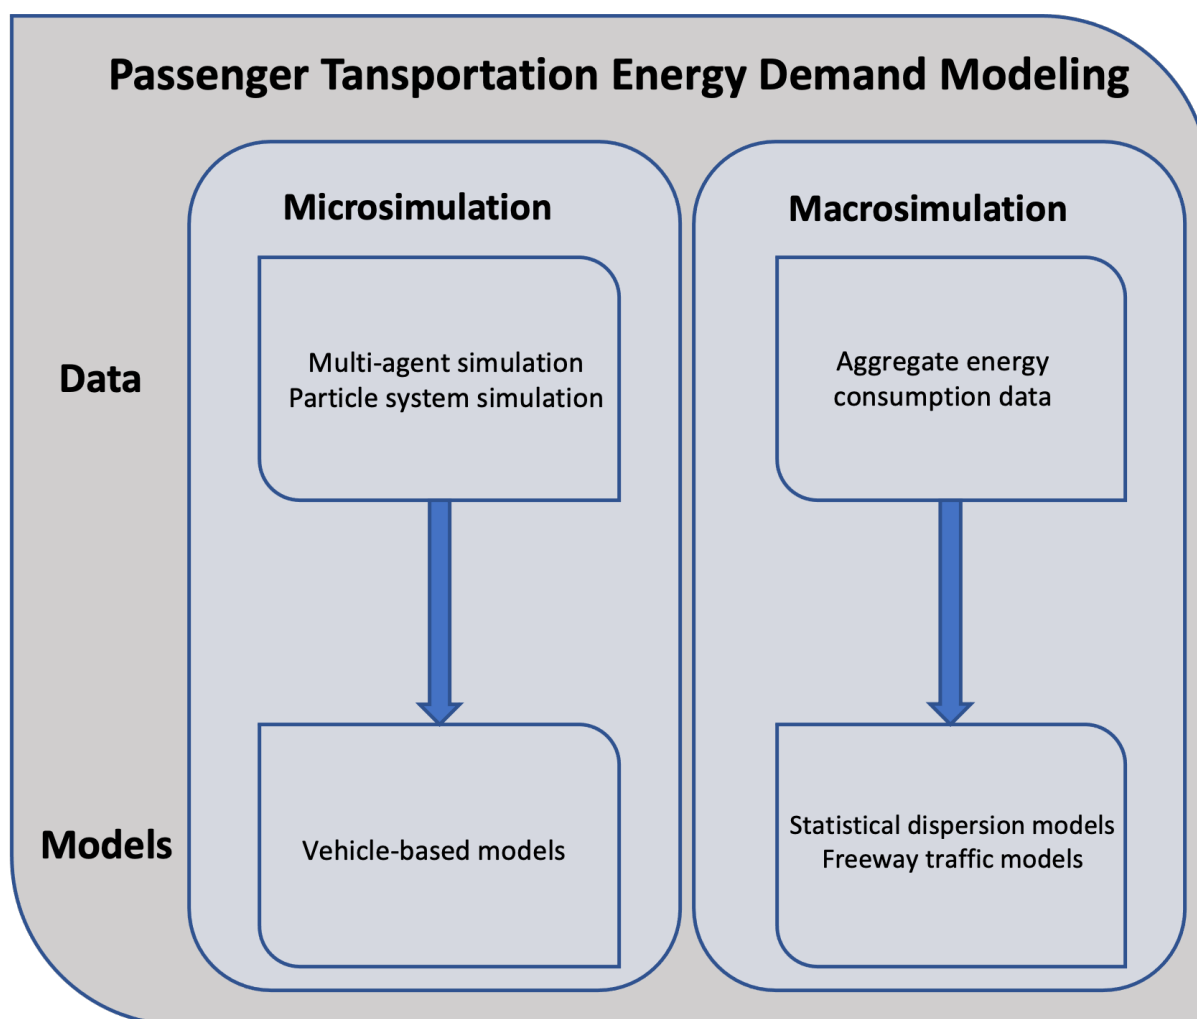 Passenger Tansportation Energy Demand Modeling
Microsimulation
Macrosimulation
Data
Multi-agent simulation
Particle system simulation
Aggregate energy
consumption data
Models
Vehicle-based models
Statistical dispersion models
Freeway traffic models